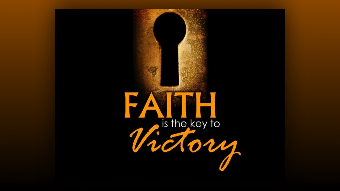 FAITH
is the key to
Victory